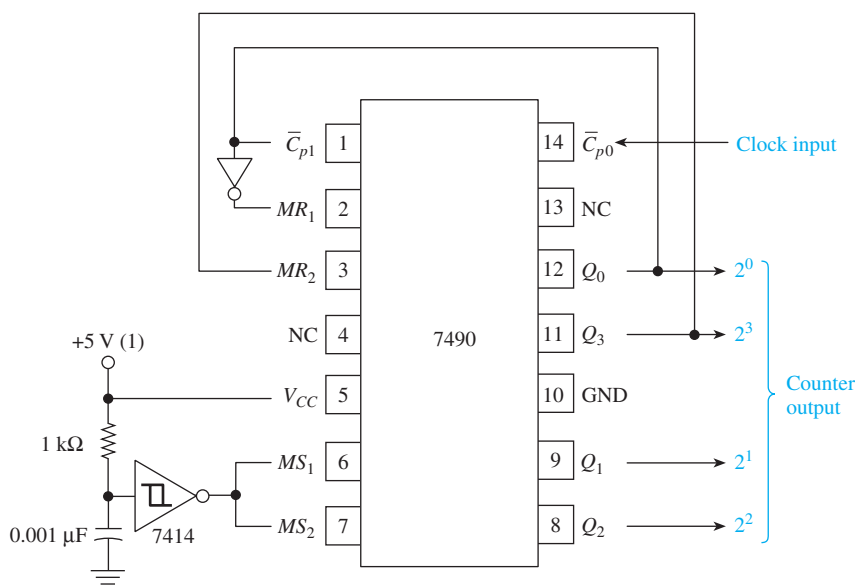 C̅p1 1 14 C̅p0 Clock input
MR1 2 13 NC
MR2 3 12 Q0 2^0
NC 4 7490 11 Q3 2^3
+5 V (1)
VCC 5 10 GND
Counter
output
1 kΩ
MS1 6 9 Q1 2^1
0.001 μF 7414
MS2 7 8 Q2 2^2